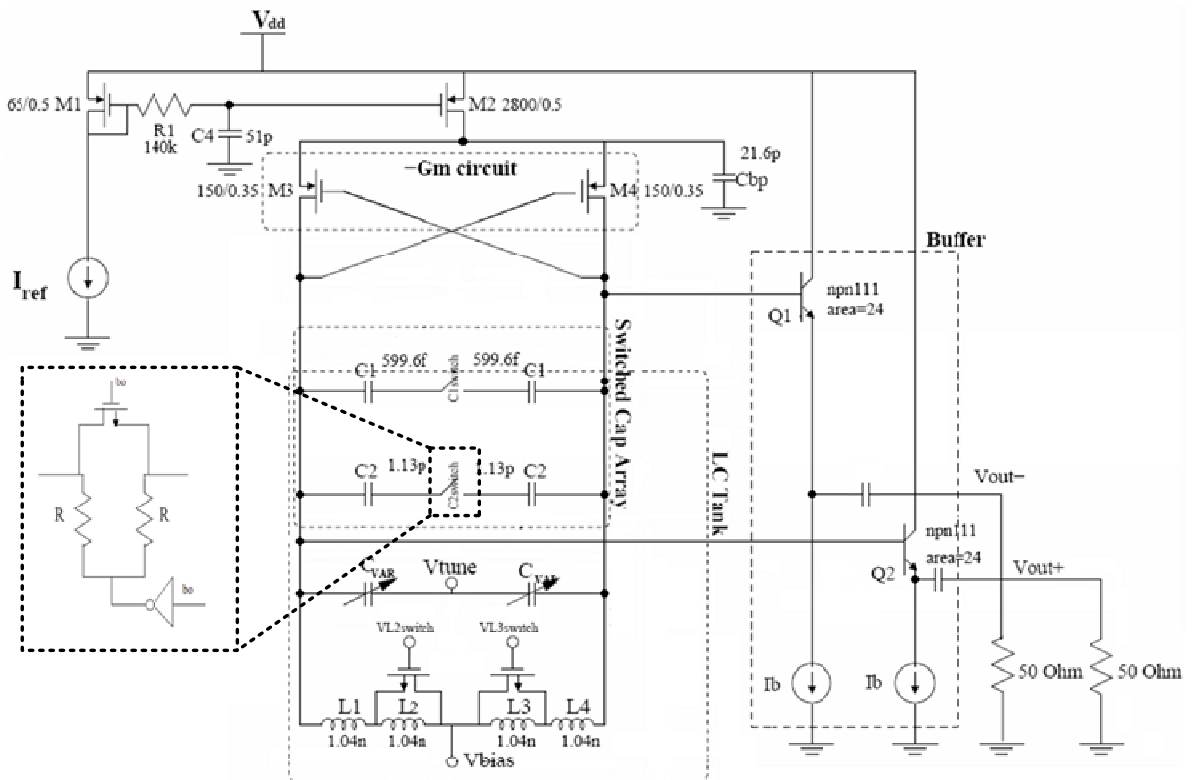 Vdd
65/0.5 M1
R1
140k
C4
51p
M2 2800/0.5
−Gm circuit
150/0.35 M3
M4 150/0.35
21.6p
Cbp
Buffer
Iref
npn111
area=24
Q1
Switched Cap Array
599.6f
599.6f
C1
C1switch
C1
bo
LC Tank
C2
1.13p
C2switch
1.13p
C2
R
R
Vout−
npn111
area=24
Q2
Vout+
bo
CVAR
Vtune
CVAR
VL2switch
VL3switch
Ib
Ib
50 Ohm
50 Ohm
L1
L2
L3
L4
1.04n
1.04n
1.04n
1.04n
Vbias